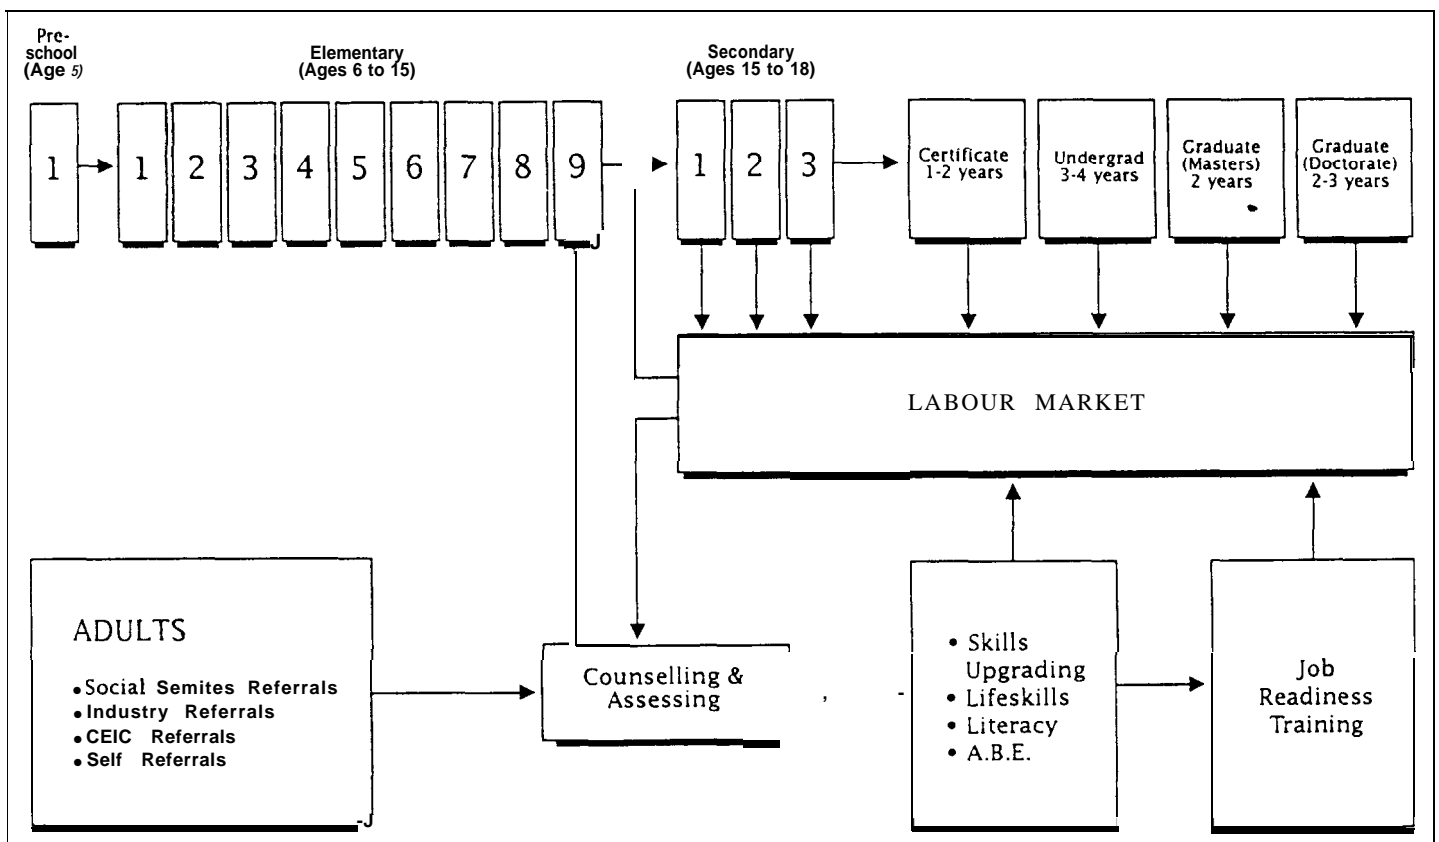 Pre-
school
(Age 5)
Elementary
(Ages 6 to 15)
Secondary
(Ages 15 to 18)
1
1
2
3
4
5
6
7
8
9
1
2
3
Certificate
1-2 years
Undergrad
3-4 years
Graduate
(Masters)
2 years
Graduate
(Doctorate)
2-3 years
LABOUR MARKET
ADULTS
• Social Semites Referrals
• Industry Referrals
• CEIC Referrals
• Self Referrals
Counselling &
Assessing
• Skills
Upgrading
• Lifeskills
• Literacy
• A.B.E.
Job
Readiness
Training